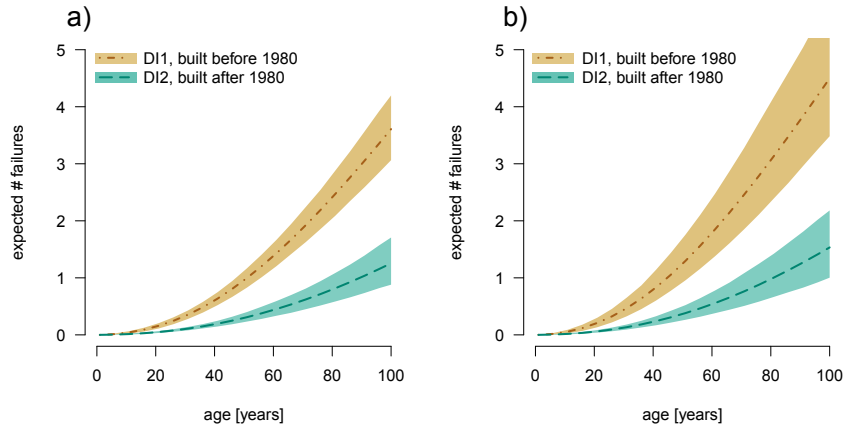 a)
5
4
3
2
1
0
expected # failures
DI1, built before 1980
DI2, built after 1980
0 20 40 60 80 100
age [years]
b)
5
4
3
2
1
0
expected # failures
DI1, built before 1980
DI2, built after 1980
0 20 40 60 80 100
age [years]